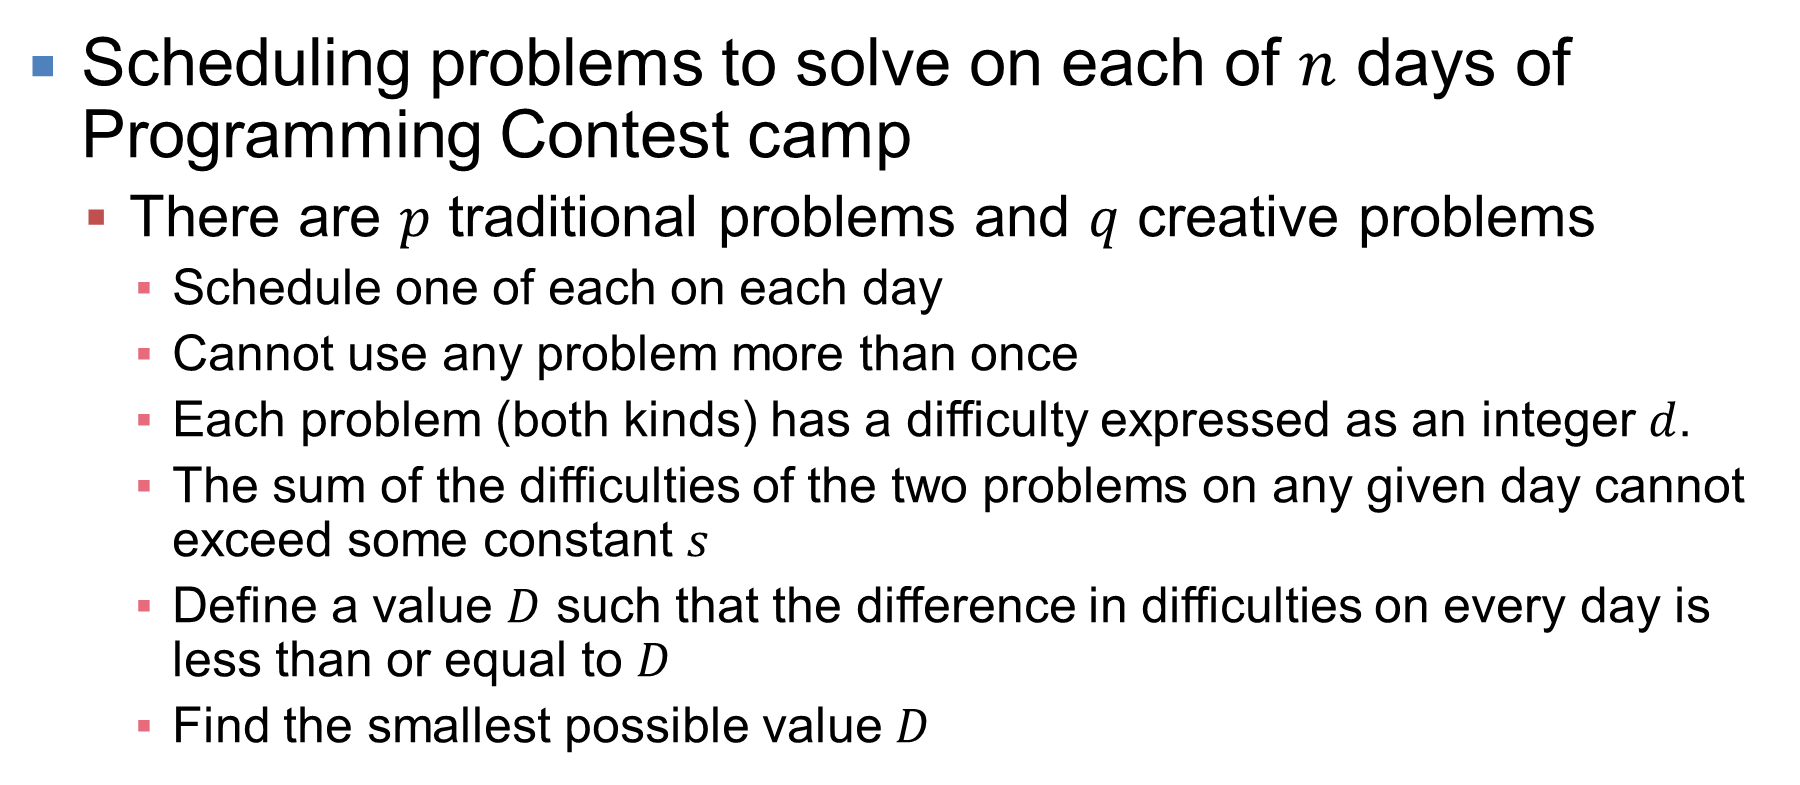 Scheduling problems to solve on each of n days of
Programming Contest camp
There are p traditional problems and q creative problems
Schedule one of each on each day
Cannot use any problem more than once
Each problem (both kinds) has a difficulty expressed as an integer d.
The sum of the difficulties of the two problems on any given day cannot
exceed some constant s
Define a value D such that the difference in difficulties on every day is
less than or equal to D
Find the smallest possible value D